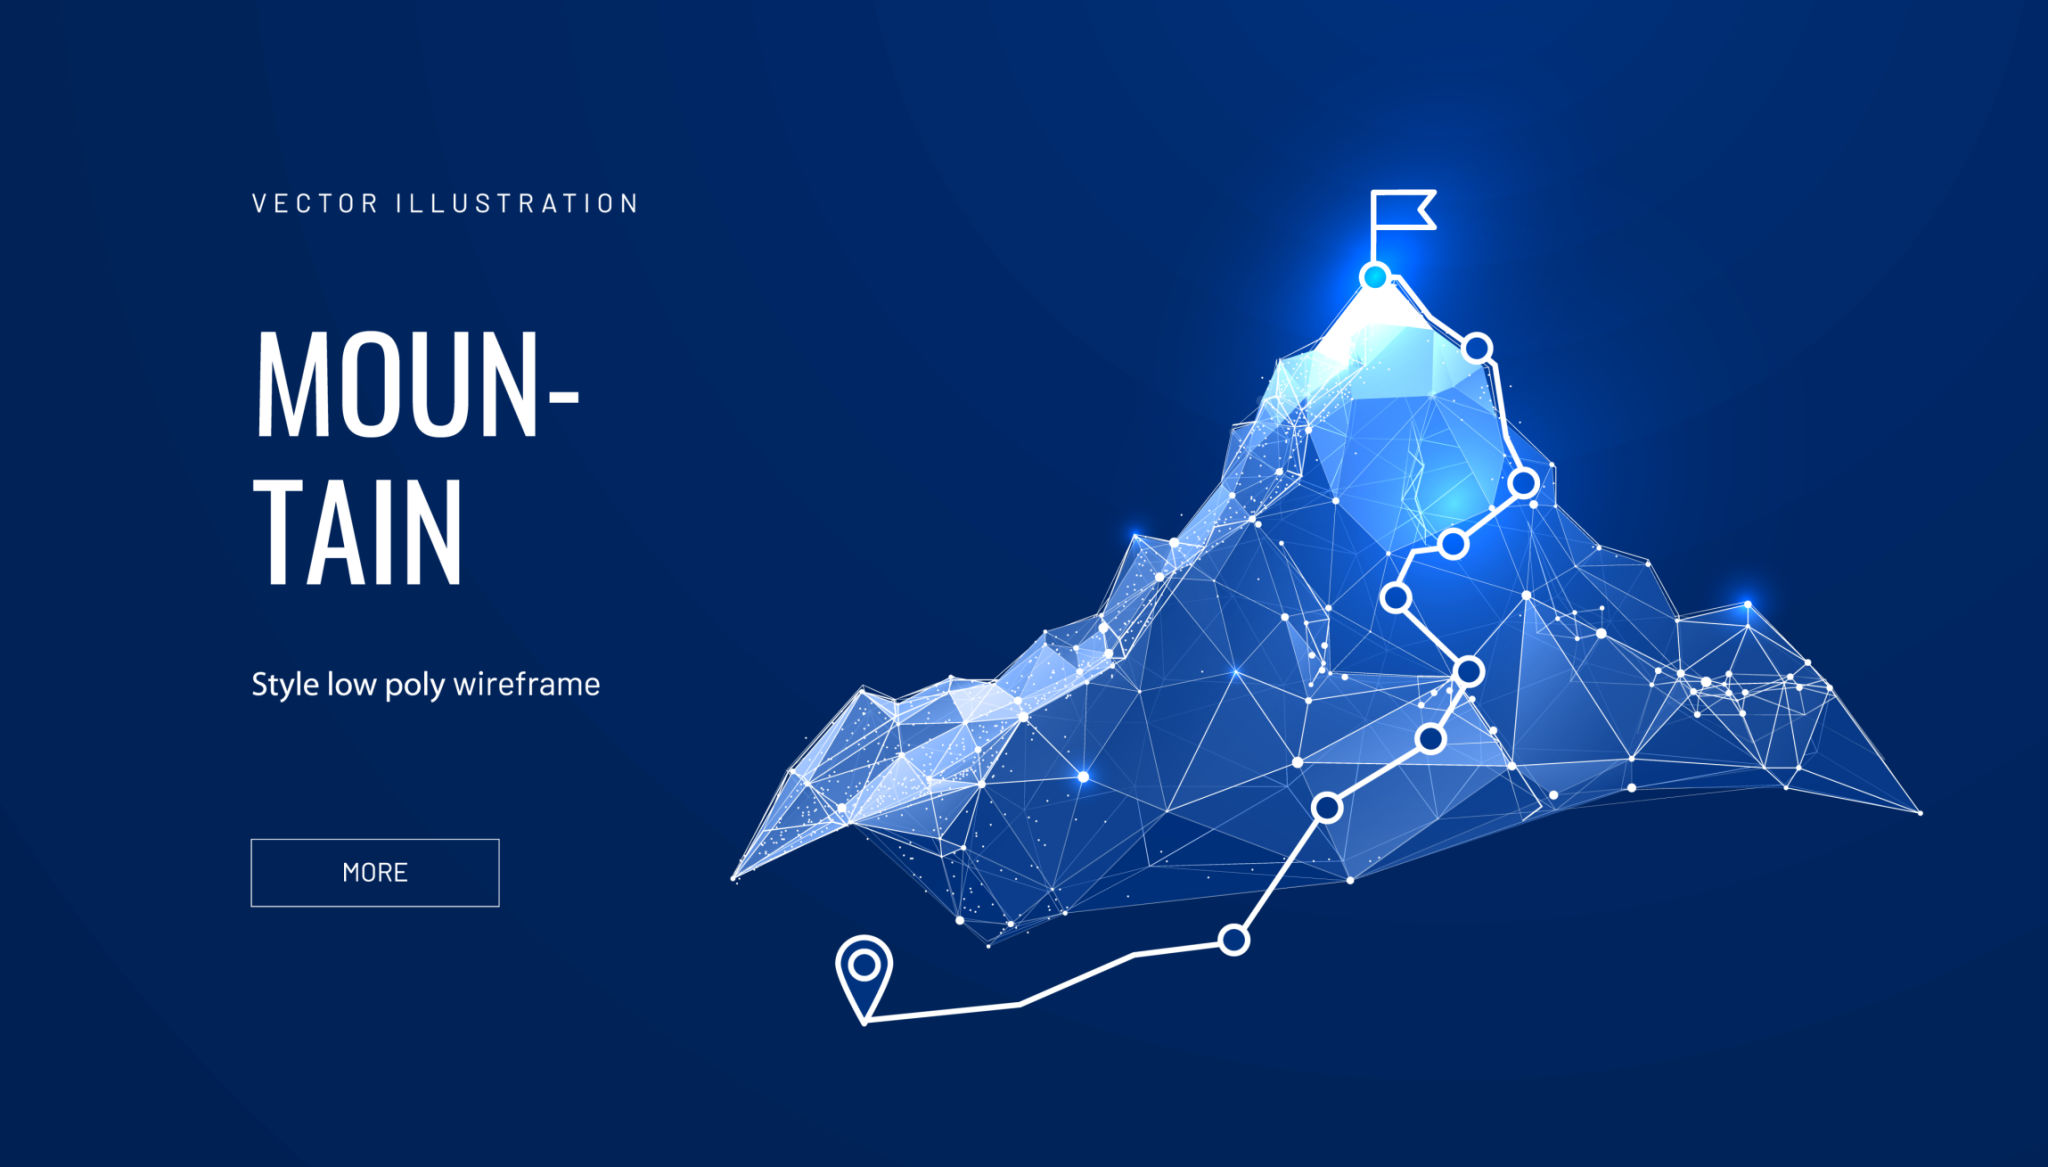 VECTOR ILLUSTRATION
MOUN-
TAIN
Style low poly wireframe
MORE